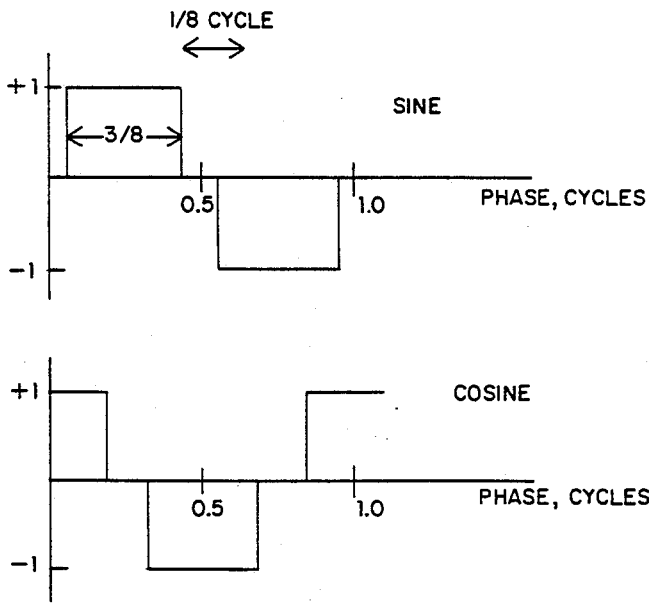 1/8 CYCLE
+1
SINE
3/8
0.5
1.0
PHASE, CYCLES
−1
+1
COSINE
0.5
1.0
PHASE, CYCLES
−1